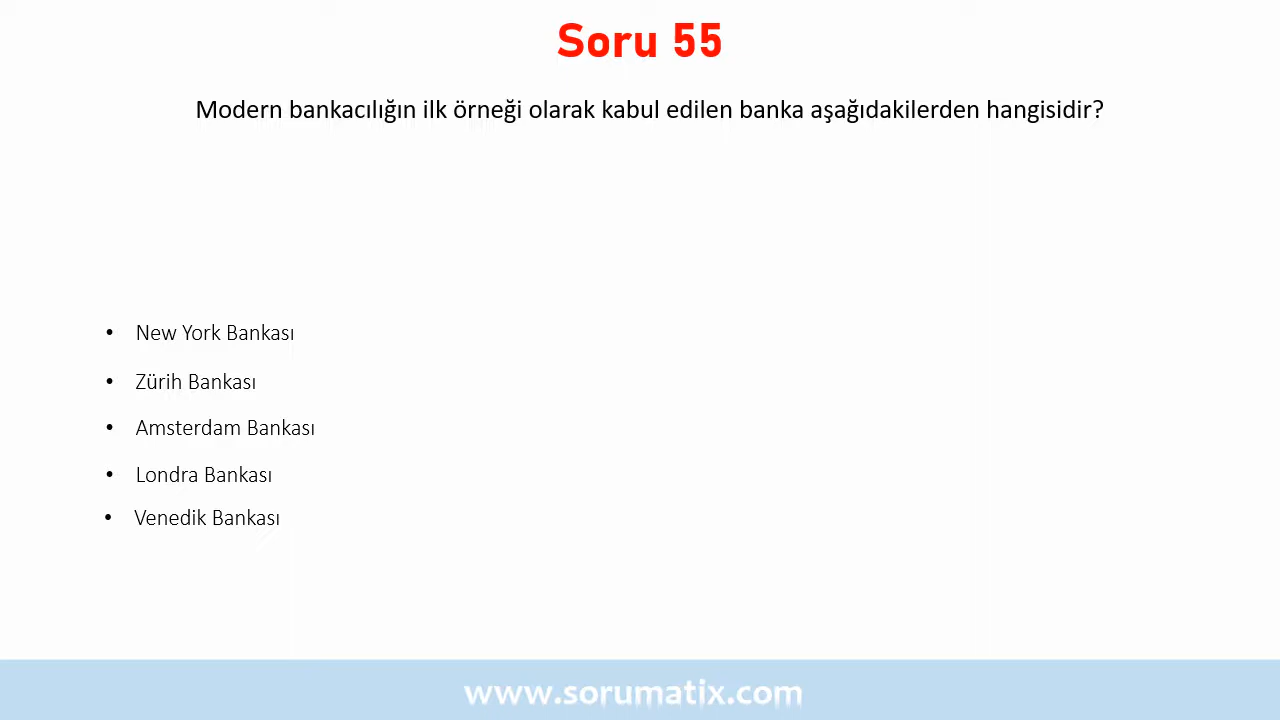 Soru 55
Modern bankacılığın ilk örneği olarak kabul edilen banka aşağıdakilerden hangisidir?
• New York Bankası
• Zürih Bankası
• Amsterdam Bankası
• Londra Bankası
• Venedik Bankası
www.sorumatix.com